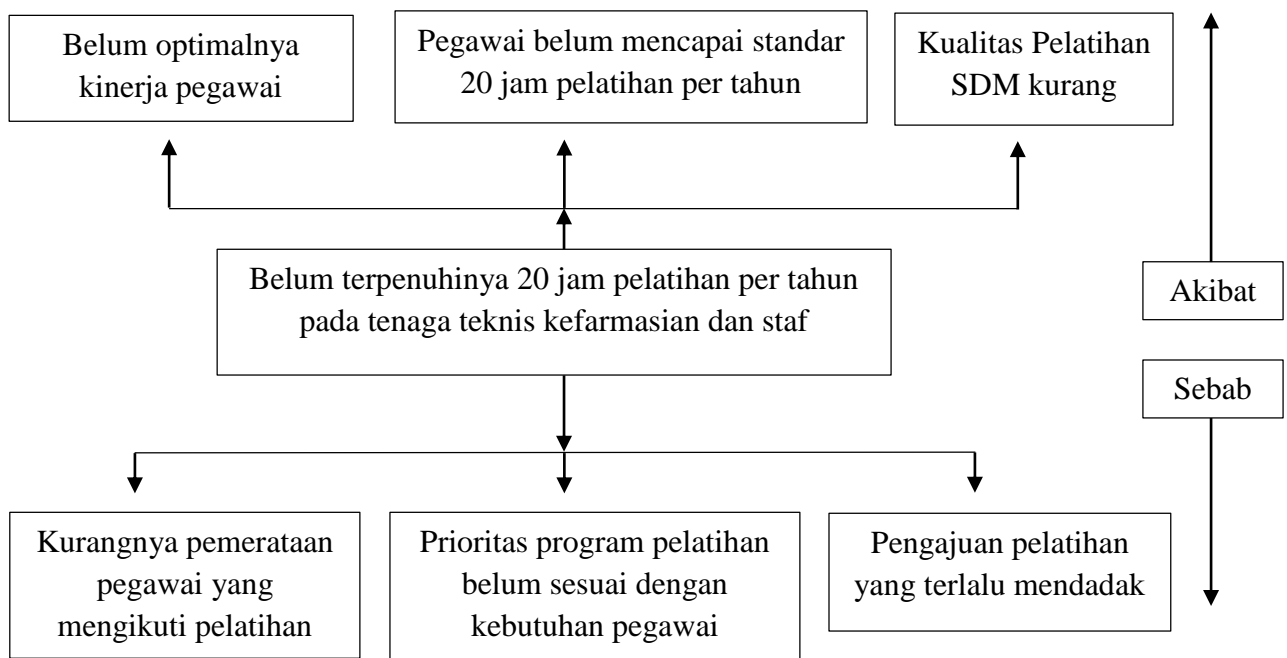 Belum optimalnya
kinerja pegawai
Pegawai belum mencapai standar
20 jam pelatihan per tahun
Kualitas Pelatihan
SDM kurang
Belum terpenuhinya 20 jam pelatihan per tahun
pada tenaga teknis kefarmasian dan staf
Akibat
Sebab
Kurangnya pemerataan
pegawai yang
mengikuti pelatihan
Prioritas program pelatihan
belum sesuai dengan
kebutuhan pegawai
Pengajuan pelatihan
yang terlalu mendadak